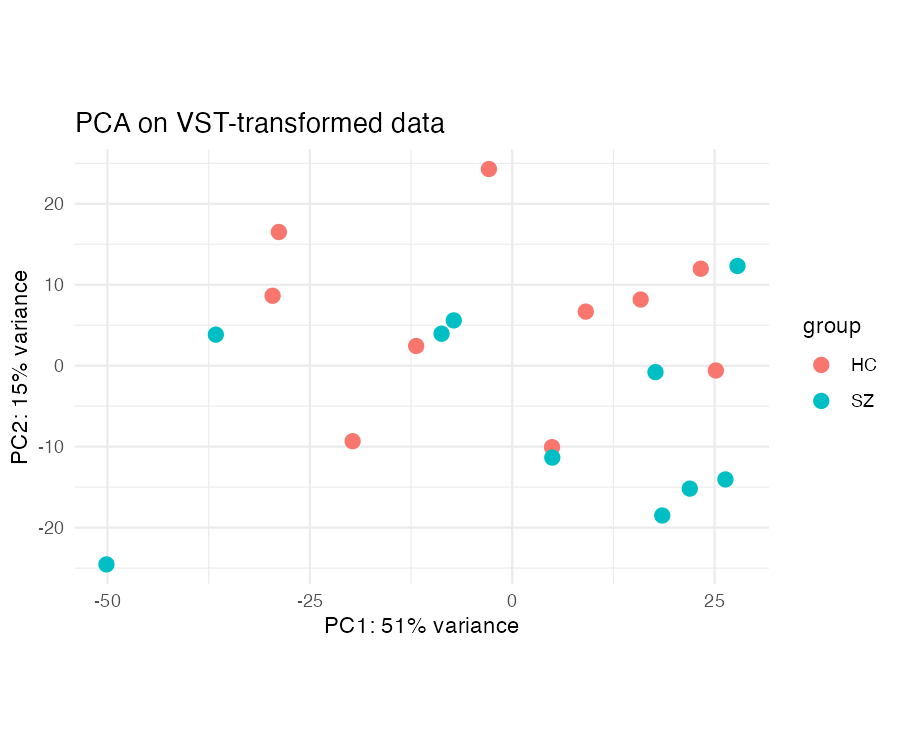 PCA on VST-transformed data
20
10
0
-10
-20
PC2: 15% variance
-50
-25
0
25
PC1: 51% variance
group
HC
SZ